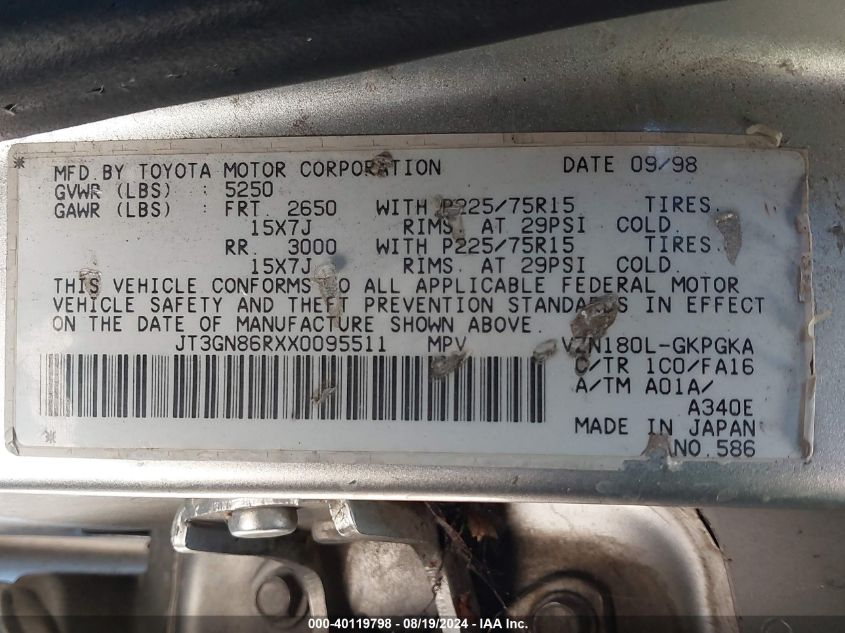 MFD. BY TOYOTA MOTOR CORPORATION DATE 09/98
GVWR (LBS) : 5250
GAWR (LBS) : FRT. 2650 WITH P225/75R15 TIRES.
15X7J RIMS. AT 29PSI COLD.
RR. 3000 WITH P225/75R15 TIRES.
15X7J RIMS. AT 29PSI COLD.
THIS VEHICLE CONFORMS TO ALL APPLICABLE FEDERAL MOTOR
VEHICLE SAFETY AND THEFT PREVENTION STANDARDS IN EFFECT
ON THE DATE OF MANUFACTURE SHOWN ABOVE.
JT3GN86RXX0095511 MPV VZN180L-GKPGKA
C/TR 1C0/FA16
A/TM A01A/
A340E
MADE IN JAPAN
NO.586
000-40119798 - 08/19/2024 - IAA Inc.